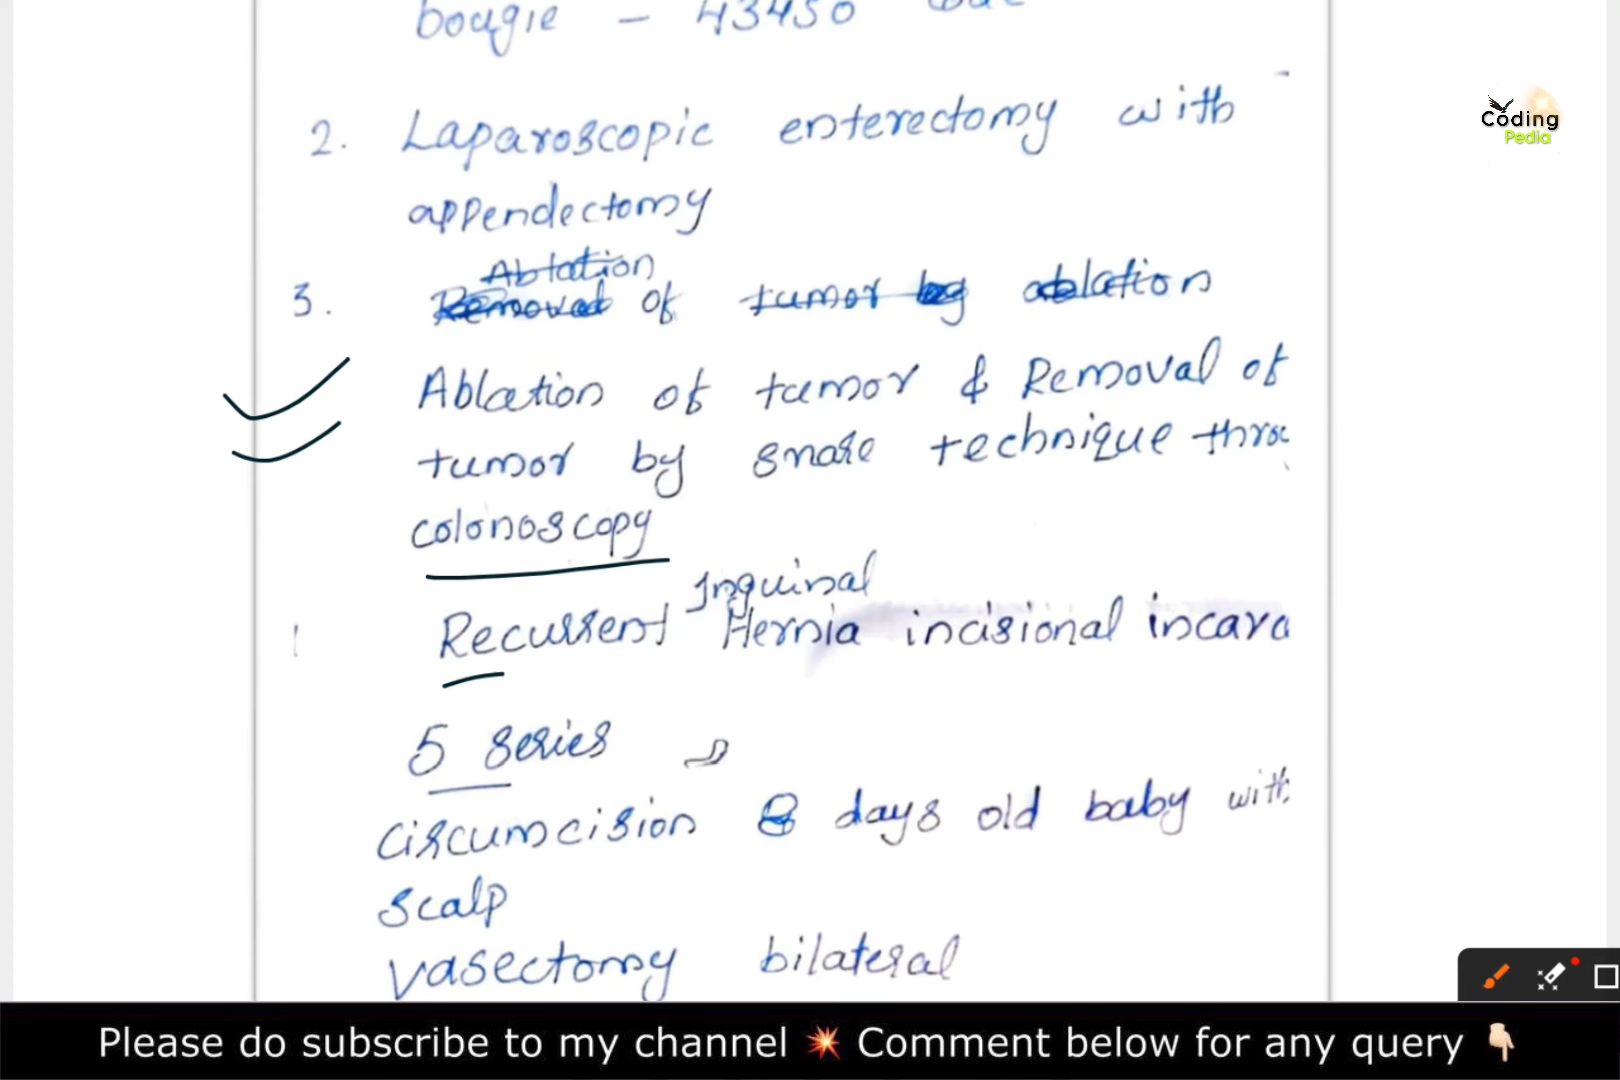 bougie – 43450
2. Laparoscopic enterectomy with
appendectomy
Ablation
3. Removal of tumor by ablation
Ablation of tumor & Removal of
tumor by snare technique thro
colonoscopy
Inguinal
Recurrent Hernia incisional incara
5 series
circumcision 8 days old baby with
scalp
vasectomy bilateral
Coding
Pedia
Please do subscribe to my channel 💥 Comment below for any query 👇🏻